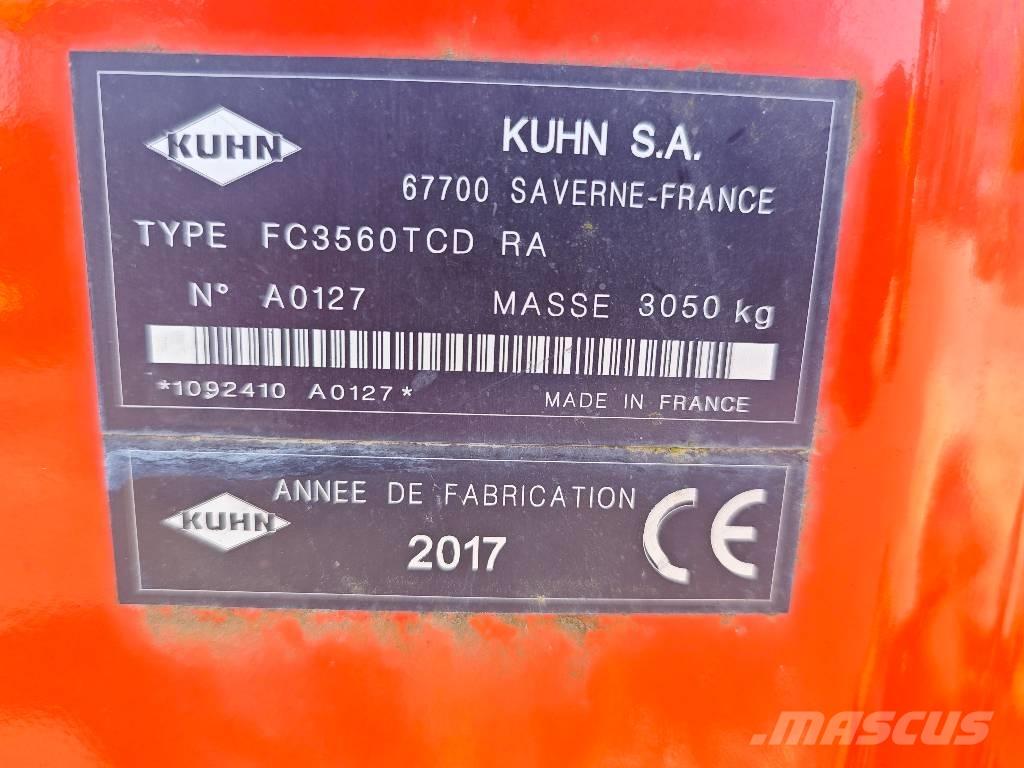 KUHN
KUHN S.A.
67700 SAVERNE-FRANCE
TYPE FC3560TCD RA
N° A0127 MASSE 3050 kg
*1092410 A0127*
MADE IN FRANCE
KUHN
ANNEE DE FABRICATION
2017
CE
MASCUS